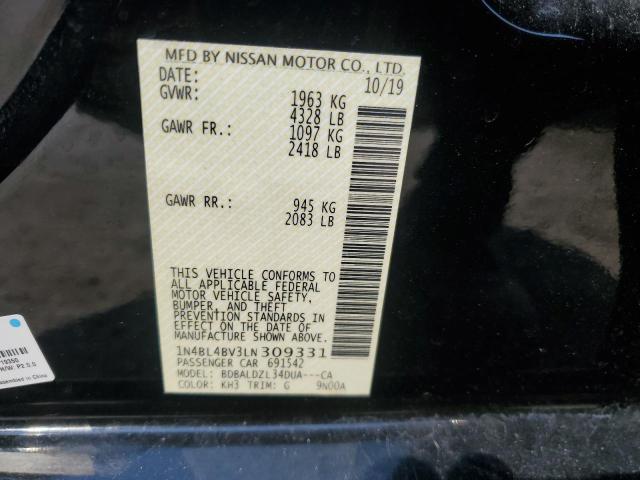 MFD BY NISSAN MOTOR CO., LTD.
DATE: 10/19
GVWR: 1963 KG
4328 LB
GAWR FR.: 1097 KG
2418 LB
GAWR RR.: 945 KG
2083 LB
THIS VEHICLE CONFORMS TO
ALL APPLICABLE FEDERAL
MOTOR VEHICLE SAFETY,
BUMPER, AND THEFT
PREVENTION STANDARDS IN
EFFECT ON THE DATE OF
MANUFACTURE SHOWN ABOVE.
1N4BL4BV3LN309331
PASSENGER CAR 691542
MODEL: BDBALDZL34DUA---CA
COLOR: KH3 TRIM: G 9N00A
Assembled in China